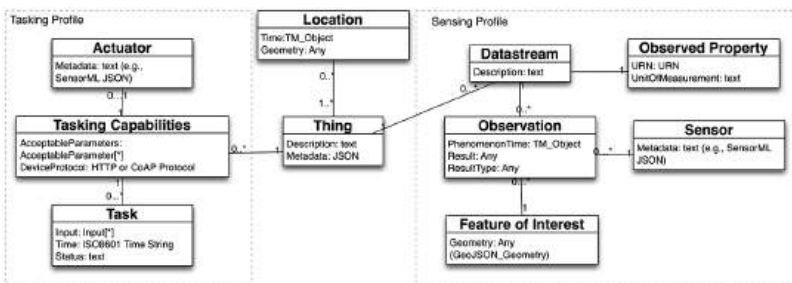 Tasking Profile
Actuator
Metadata: text (e.g.,
SensorML JSON)
0...1
1
Tasking Capabilities
AcceptableParameters:
AcceptableParameter[*]
DeviceProtocol: HTTP or CoAP Protocol
1
0..*
Task
Input: Input[*]
Time: ISO8601 Time String
Status: text
0..*
1
Location
Time:TM_Object
Geometry: Any
0..*
1..*
Thing
Description: text
Metadata: JSON
Sensing Profile
Datastream
Description: text
0..*
1
Observed Property
URN: URN
UnitOfMeasurement: text
0..*
Observation
PhenomenonTime: TM_Object
Result: Any
ResultType: Any
0..*
1
Sensor
Metadata: text (e.g., SensorML
JSON)
0..*
1
Feature of Interest
Geometry: Any
(GeoJSON_Geometry)